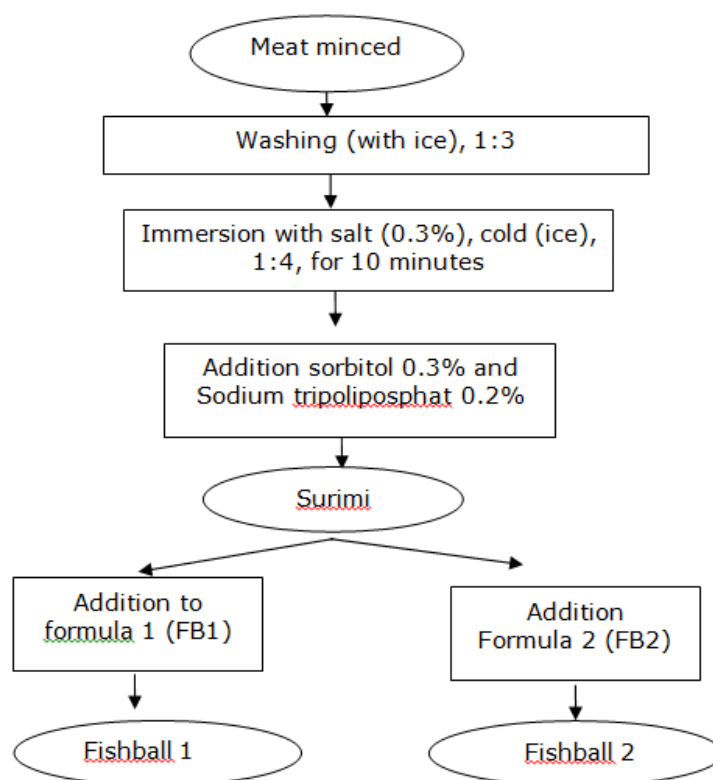 Meat minced
Washing (with ice), 1:3
Immersion with salt (0.3%), cold (ice),
1:4, for 10 minutes
Addition sorbitol 0.3% and
Sodium tripoliposphat 0.2%
Surimi
Addition to
formula 1 (FB1)
Addition
Formula 2 (FB2)
Fishball 1
Fishball 2